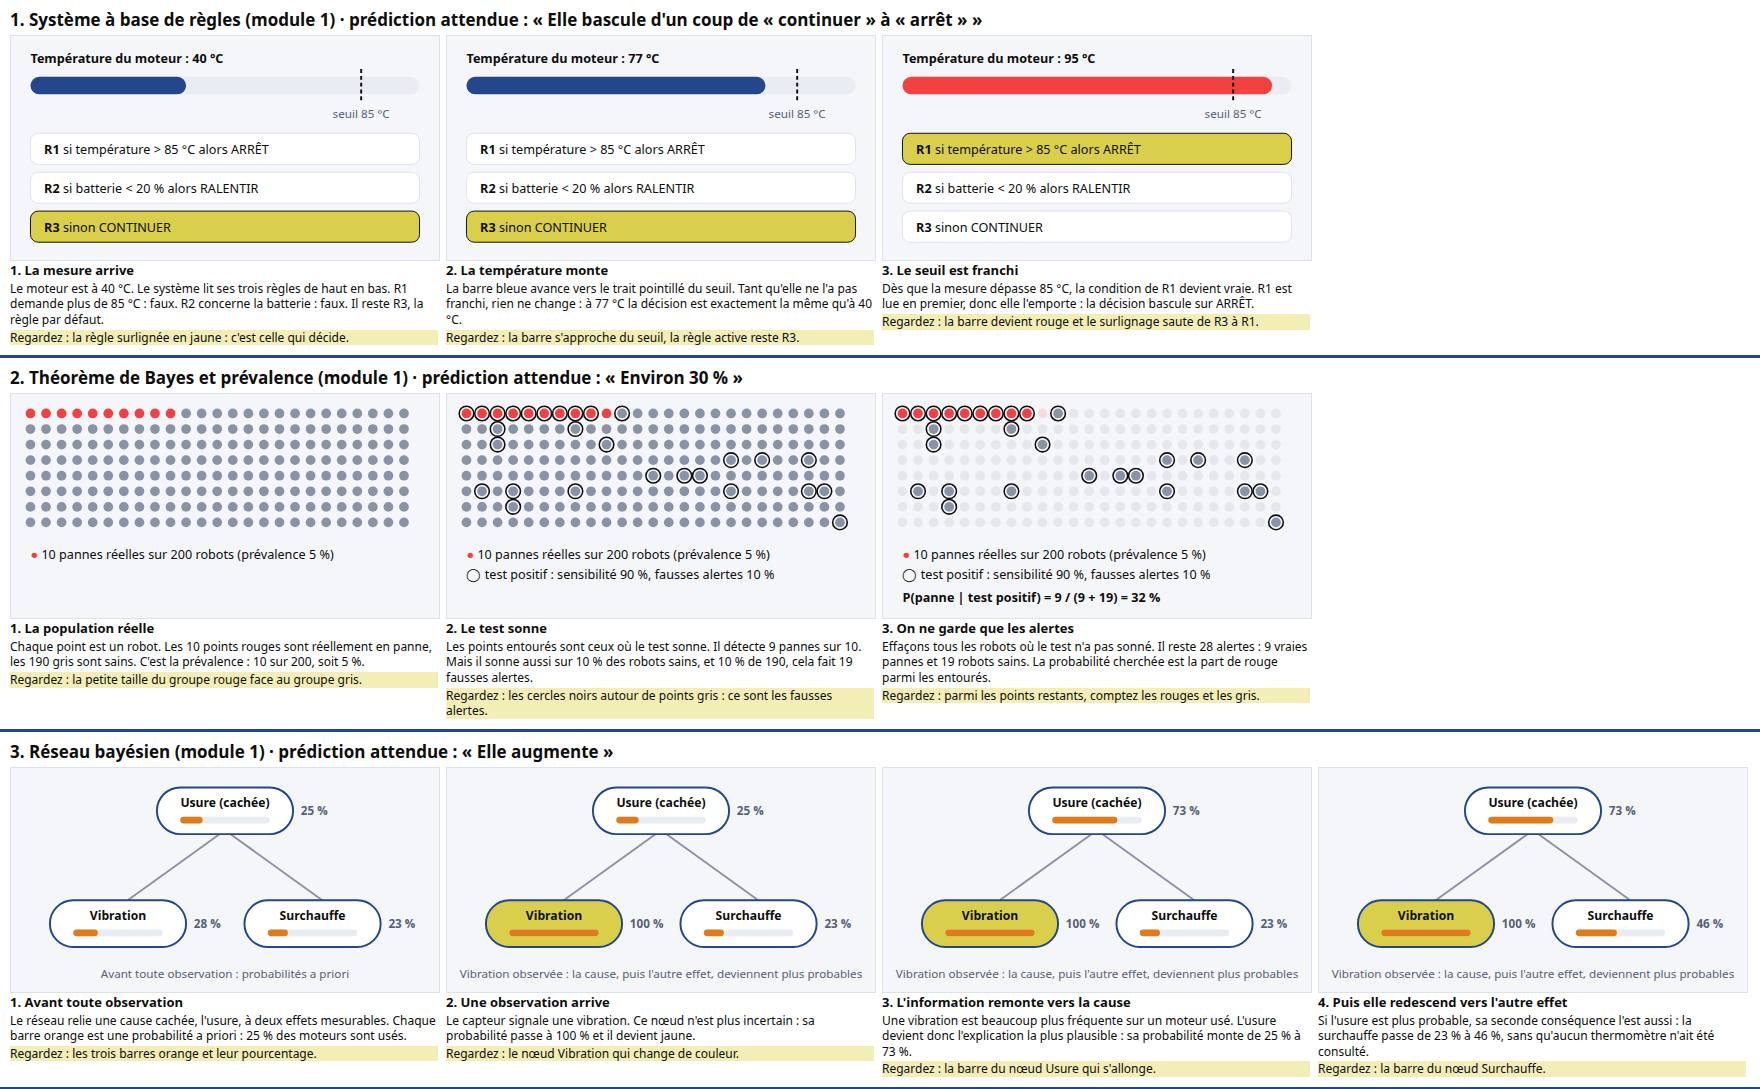 1. Système à base de règles (module 1) · prédiction attendue : « Elle bascule d'un coup de « continuer » à « arrêt » »
Température du moteur : 40 °C
seuil 85 °C
R1 si température > 85 °C alors ARRÊT
R2 si batterie < 20 % alors RALENTIR
R3 sinon CONTINUER
1. La mesure arrive
Le moteur est à 40 °C. Le système lit ses trois règles de haut en bas. R1
demande plus de 85 °C : faux. R2 concerne la batterie : faux. Il reste R3, la
règle par défaut.
Regardez : la règle surlignée en jaune : c'est celle qui décide.
Température du moteur : 77 °C
seuil 85 °C
R1 si température > 85 °C alors ARRÊT
R2 si batterie < 20 % alors RALENTIR
R3 sinon CONTINUER
2. La température monte
La barre bleue avance vers le trait pointillé du seuil. Tant qu'elle ne l'a pas
franchi, rien ne change : à 77 °C la décision est exactement la même qu'à 40
°C.
Regardez : la barre s'approche du seuil, la règle active reste R3.
Température du moteur : 95 °C
seuil 85 °C
R1 si température > 85 °C alors ARRÊT
R2 si batterie < 20 % alors RALENTIR
R3 sinon CONTINUER
3. Le seuil est franchi
Dès que la mesure dépasse 85 °C, la condition de R1 devient vraie. R1 est
lue en premier, donc elle l'emporte : la décision bascule sur ARRÊT.
Regardez : la barre devient rouge et le surlignage saute de R3 à R1.
2. Théorème de Bayes et prévalence (module 1) · prédiction attendue : « Environ 30 % »
10 pannes réelles sur 200 robots (prévalence 5 %)
1. La population réelle
Chaque point est un robot. Les 10 points rouges sont réellement en panne,
les 190 gris sont sains. C'est la prévalence : 10 sur 200, soit 5 %.
Regardez : la petite taille du groupe rouge face au groupe gris.
10 pannes réelles sur 200 robots (prévalence 5 %)
test positif : sensibilité 90 %, fausses alertes 10 %
2. Le test sonne
Les points entourés sont ceux où le test sonne. Il détecte 9 pannes sur 10.
Mais il sonne aussi sur 10 % des robots sains, et 10 % de 190, cela fait 19
fausses alertes.
Regardez : les cercles noirs autour de points gris : ce sont les fausses
alertes.
10 pannes réelles sur 200 robots (prévalence 5 %)
test positif : sensibilité 90 %, fausses alertes 10 %
P(panne | test positif) = 9 / (9 + 19) = 32 %
3. On ne garde que les alertes
Effaçons tous les robots où le test n'a pas sonné. Il reste 28 alertes : 9 vraies
pannes et 19 robots sains. La probabilité cherchée est la part de rouge
parmi les entourés.
Regardez : parmi les points restants, comptez les rouges et les gris.
3. Réseau bayésien (module 1) · prédiction attendue : « Elle augmente »
Usure (cachée)
25 %
Vibration
28 %
Surchauffe
23 %
Avant toute observation : probabilités a priori
1. Avant toute observation
Le réseau relie une cause cachée, l'usure, à deux effets mesurables. Chaque
barre orange est une probabilité a priori : 25 % des moteurs sont usés.
Regardez : les trois barres orange et leur pourcentage.
Usure (cachée)
25 %
Vibration
100 %
Surchauffe
23 %
Vibration observée : la cause, puis l'autre effet, deviennent plus probables
2. Une observation arrive
Le capteur signale une vibration. Ce nœud n'est plus incertain : sa
probabilité passe à 100 % et il devient jaune.
Regardez : le nœud Vibration qui change de couleur.
Usure (cachée)
73 %
Vibration
100 %
Surchauffe
23 %
Vibration observée : la cause, puis l'autre effet, deviennent plus probables
3. L'information remonte vers la cause
Une vibration est beaucoup plus fréquente sur un moteur usé. L'usure
devient donc l'explication la plus plausible : sa probabilité monte de 25 % à
73 %.
Regardez : la barre du nœud Usure qui s'allonge.
Usure (cachée)
73 %
Vibration
100 %
Surchauffe
46 %
Vibration observée : la cause, puis l'autre effet, deviennent plus probables
4. Puis elle redescend vers l'autre effet
Si l'usure est plus probable, sa seconde conséquence l'est aussi : la
surchauffe passe de 23 % à 46 %, sans qu'aucun thermomètre n'ait été
consulté.
Regardez : la barre du nœud Surchauffe.